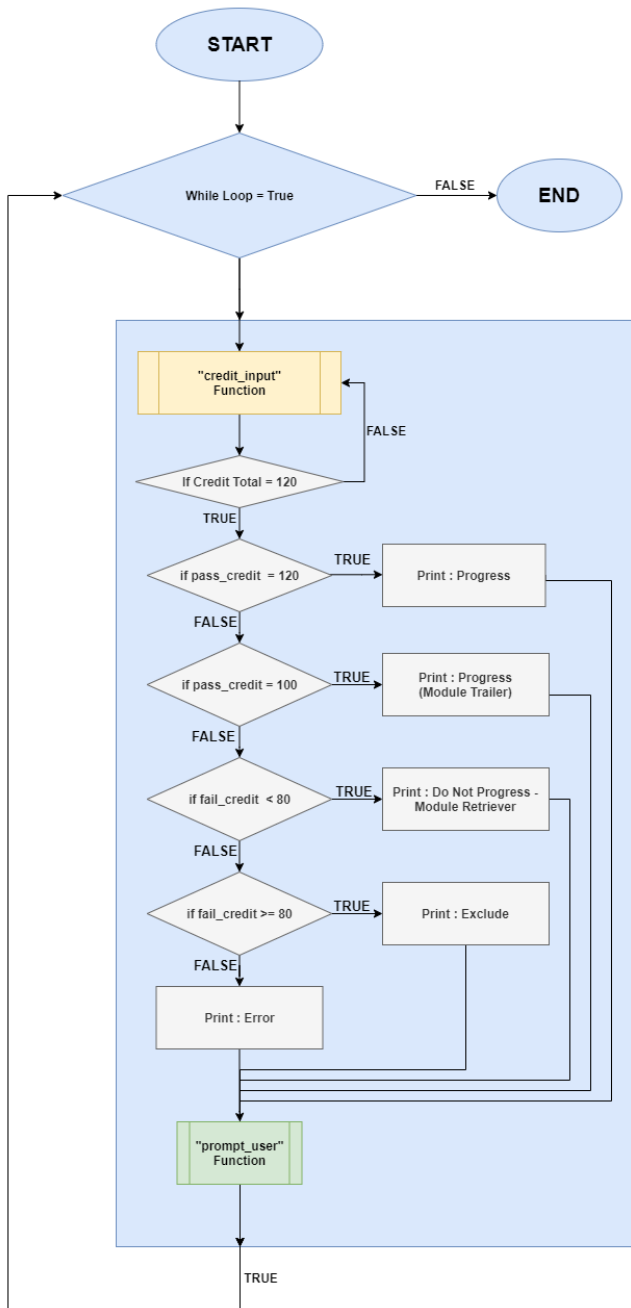 START
While Loop = True
FALSE
END
"credit_input"
Function
FALSE
If Credit Total = 120
TRUE
if pass_credit  = 120
TRUE
Print : Progress
FALSE
if pass_credit = 100
TRUE
Print : Progress
(Module Trailer)
FALSE
if fail_credit  < 80
TRUE
Print : Do Not Progress -
Module Retriever
FALSE
if fail_credit >= 80
TRUE
Print : Exclude
FALSE
Print : Error
"prompt_user"
Function
TRUE